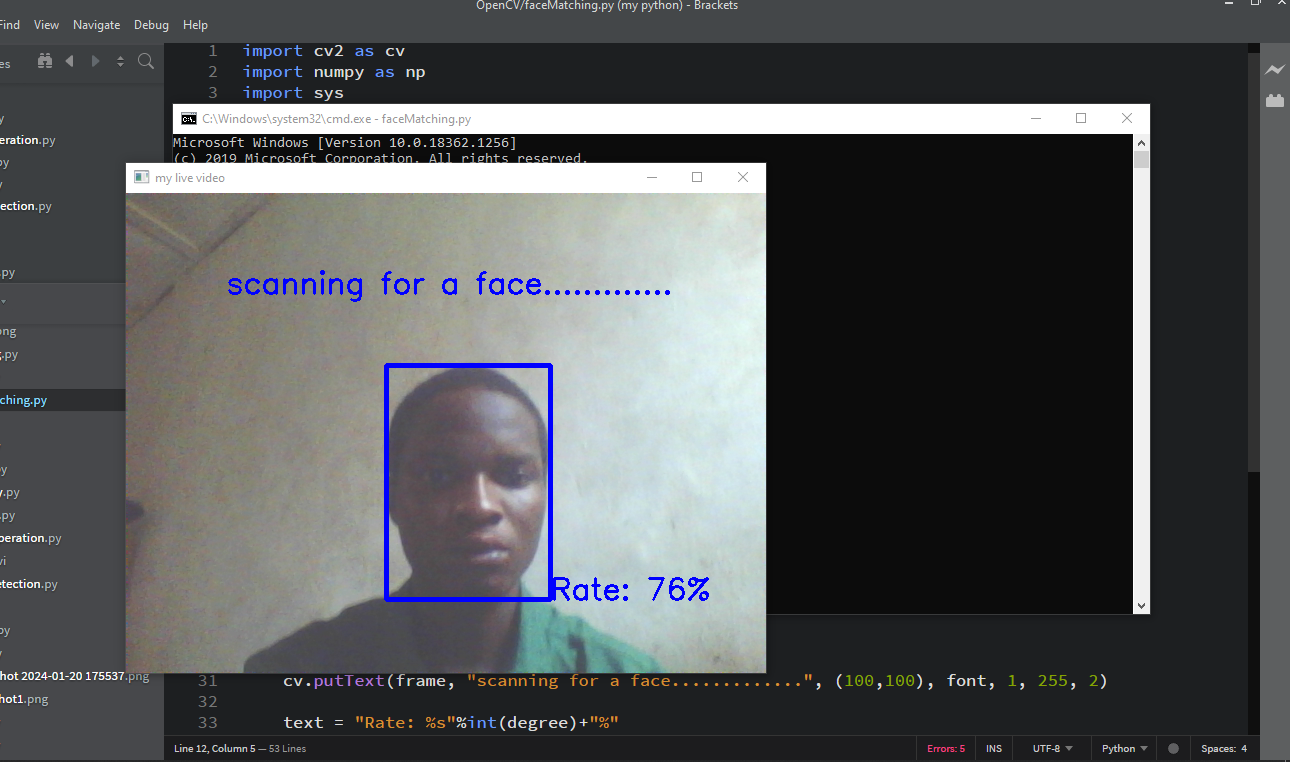 OpenCV/faceMatching.py (my python) - Brackets
Find View Navigate Debug Help
es
1 import cv2 as cv
2 import numpy as np
3 import sys
C:\Windows\system32\cmd.exe - faceMatching.py
Microsoft Windows [Version 10.0.18362.1256]
(c) 2019 Microsoft Corporation. All rights reserved.
my live video
scanning for a face.............
Rate: 76%
y
eration.py
py
ection.py
.py
ong
g.py
ching.py
py
y.py
.py
peration.py
vi
etection.py
py
hot 2024-01-20 175537.png
hot1.png
31 cv.putText(frame, "scanning for a face.............", (100,100), font, 1, 255, 2)
32
33 text = "Rate: %s"%int(degree)+"%"
Line 12, Column 5 — 53 Lines
Errors: 5 INS UTF-8 Python Spaces: 4